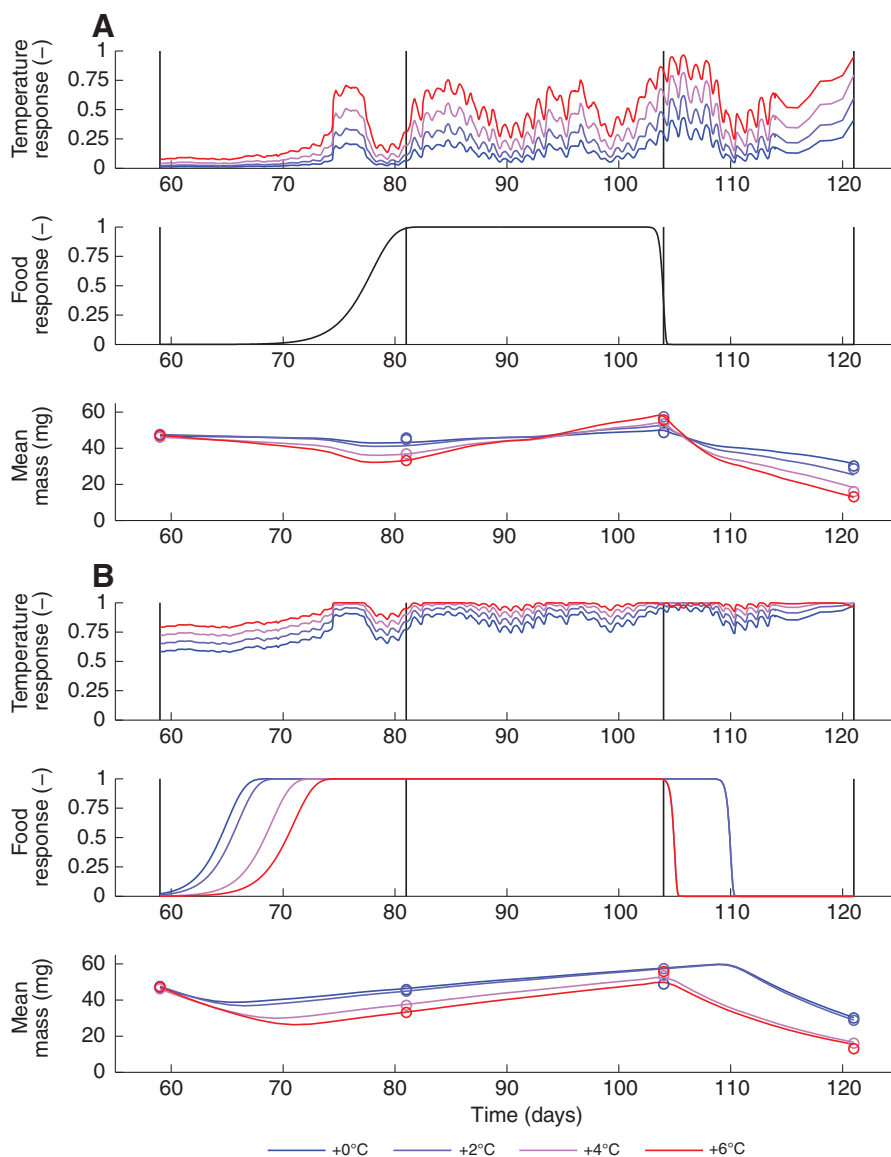 A
Temperature
response (–)
1
0.75
0.5
0.25
0
60 70 80 90 100 110 120
Food
response (–)
1
0.75
0.5
0.25
0
60 70 80 90 100 110 120
Mean
mass (mg)
60
40
20
0
60 70 80 90 100 110 120
B
Temperature
response (–)
1
0.75
0.5
0.25
0
60 70 80 90 100 110 120
Food
response (–)
1
0.75
0.5
0.25
0
60 70 80 90 100 110 120
Mean
mass (mg)
60
40
20
0
60 70 80 90 100 110 120
Time (days)
+0°C +2°C +4°C +6°C